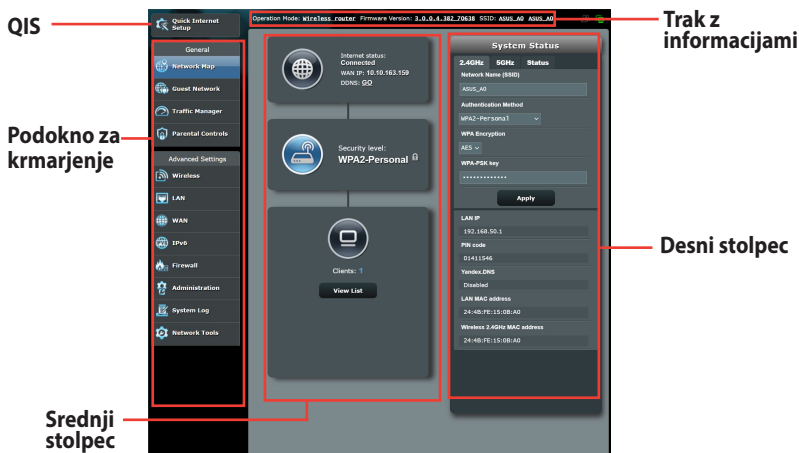 QIS
Quick Internet
Setup
Operation Mode: Wireless router Firmware Version: 3.0.0.4.382_70638 SSID: ASUS_A0 ASUS_A0
Trak z
informacijami
General
Network Map
Guest Network
Traffic Manager
Parental Controls
Podokno za
krmarjenje
Advanced Settings
Wireless
LAN
WAN
IPv6
Firewall
Administration
System Log
Network Tools
Internet status:
Connected
WAN IP: 10.10.163.159
DDNS: GO
Security level:
WPA2-Personal
Clients: 1
View List
Srednji
stolpec
System Status
2.4GHz 5GHz Status
Network Name (SSID)
ASUS_A0
Authentication Method
WPA2-Personal
WPA Encryption
AES
WPA-PSK key
•••••••••••••
Apply
LAN IP
192.168.50.1
PIN code
01411546
Yandex.DNS
Disabled
LAN MAC address
24:4B:FE:15:0B:A0
Wireless 2.4GHz MAC address
24:4B:FE:15:0B:A0
Desni stolpec